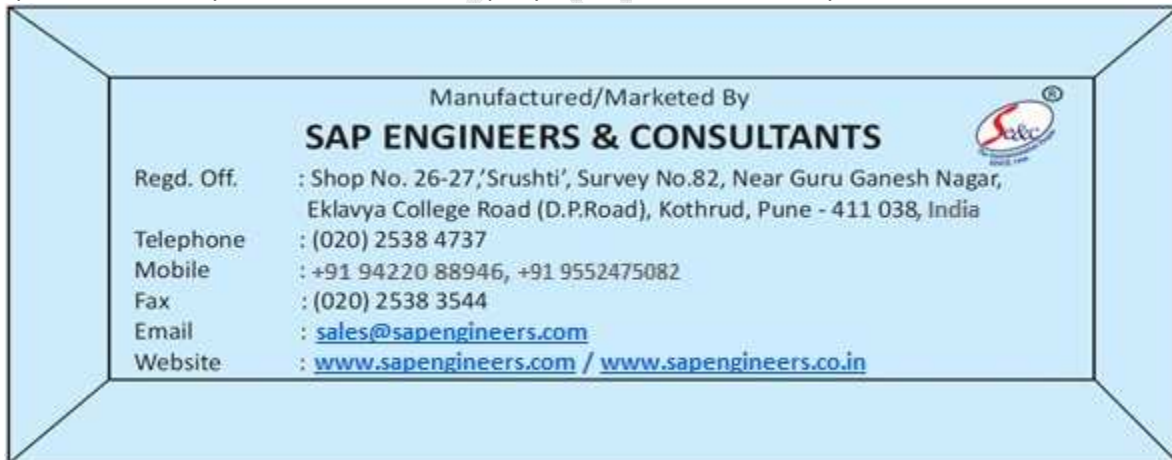 Manufactured/Marketed By
SAP ENGINEERS & CONSULTANTS
Se&c ®
Regd. Off. : Shop No. 26-27,'Srushti', Survey No.82, Near Guru Ganesh Nagar,
Eklavya College Road (D.P.Road), Kothrud, Pune - 411 038, India
Telephone : (020) 2538 4737
Mobile : +91 94220 88946, +91 9552475082
Fax : (020) 2538 3544
Email : sales@sapengineers.com
Website : www.sapengineers.com / www.sapengineers.co.in